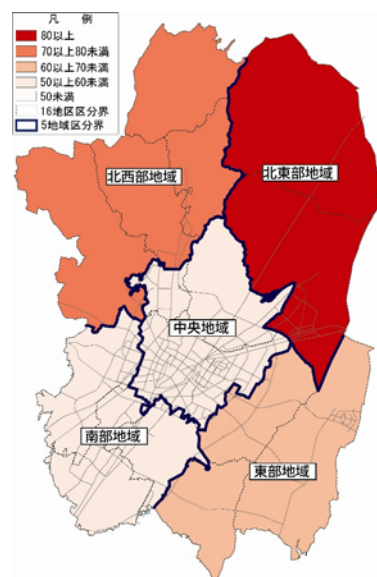 凡 例
80以上
70以上80未満
60以上70未満
50以上60未満
50未満
16地区区分界
5地域区分界
北西部地域
北東部地域
中央地域
南部地域
東部地域